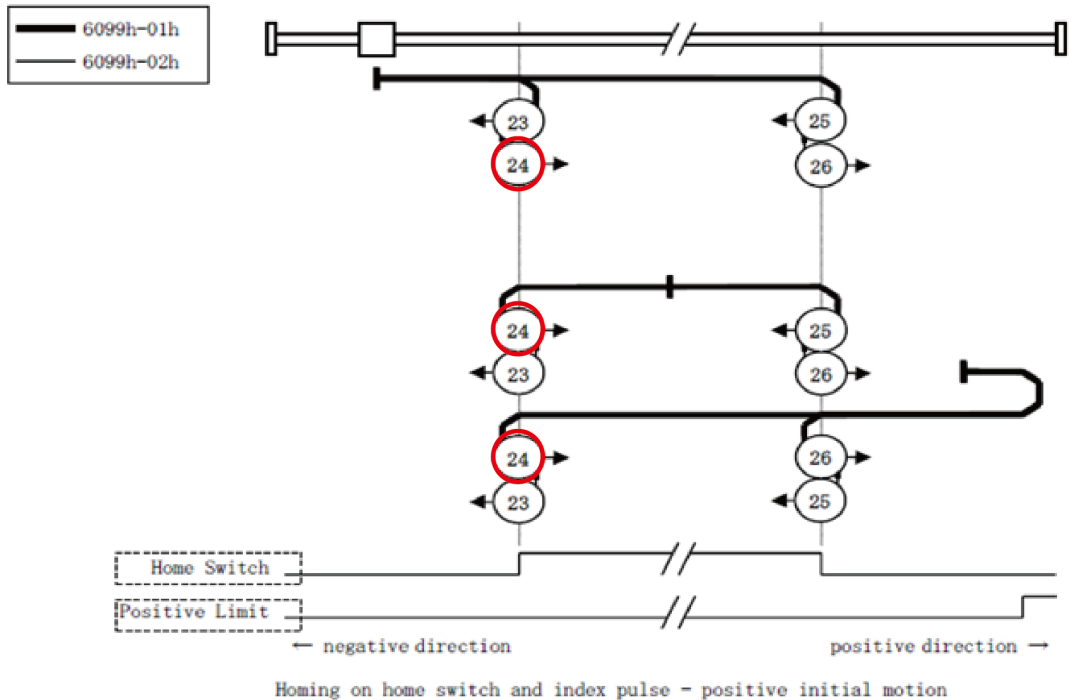 6099h-01h
6099h-02h
23
25
24
26
24
25
23
26
24
26
23
25
Home Switch
Positive Limit
← negative direction
positive direction →
Homing on home switch and index pulse - positive initial motion